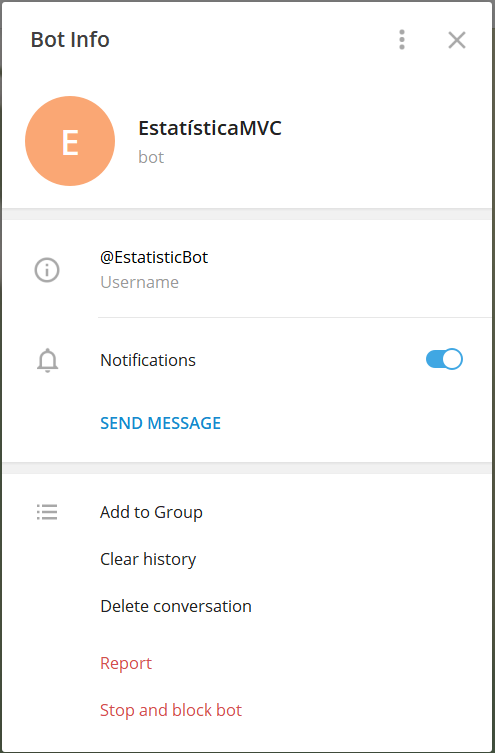 Bot Info
E
EstatísticaMVC
bot
@EstatisticBot
Username
Notifications
SEND MESSAGE
Add to Group
Clear history
Delete conversation
Report
Stop and block bot